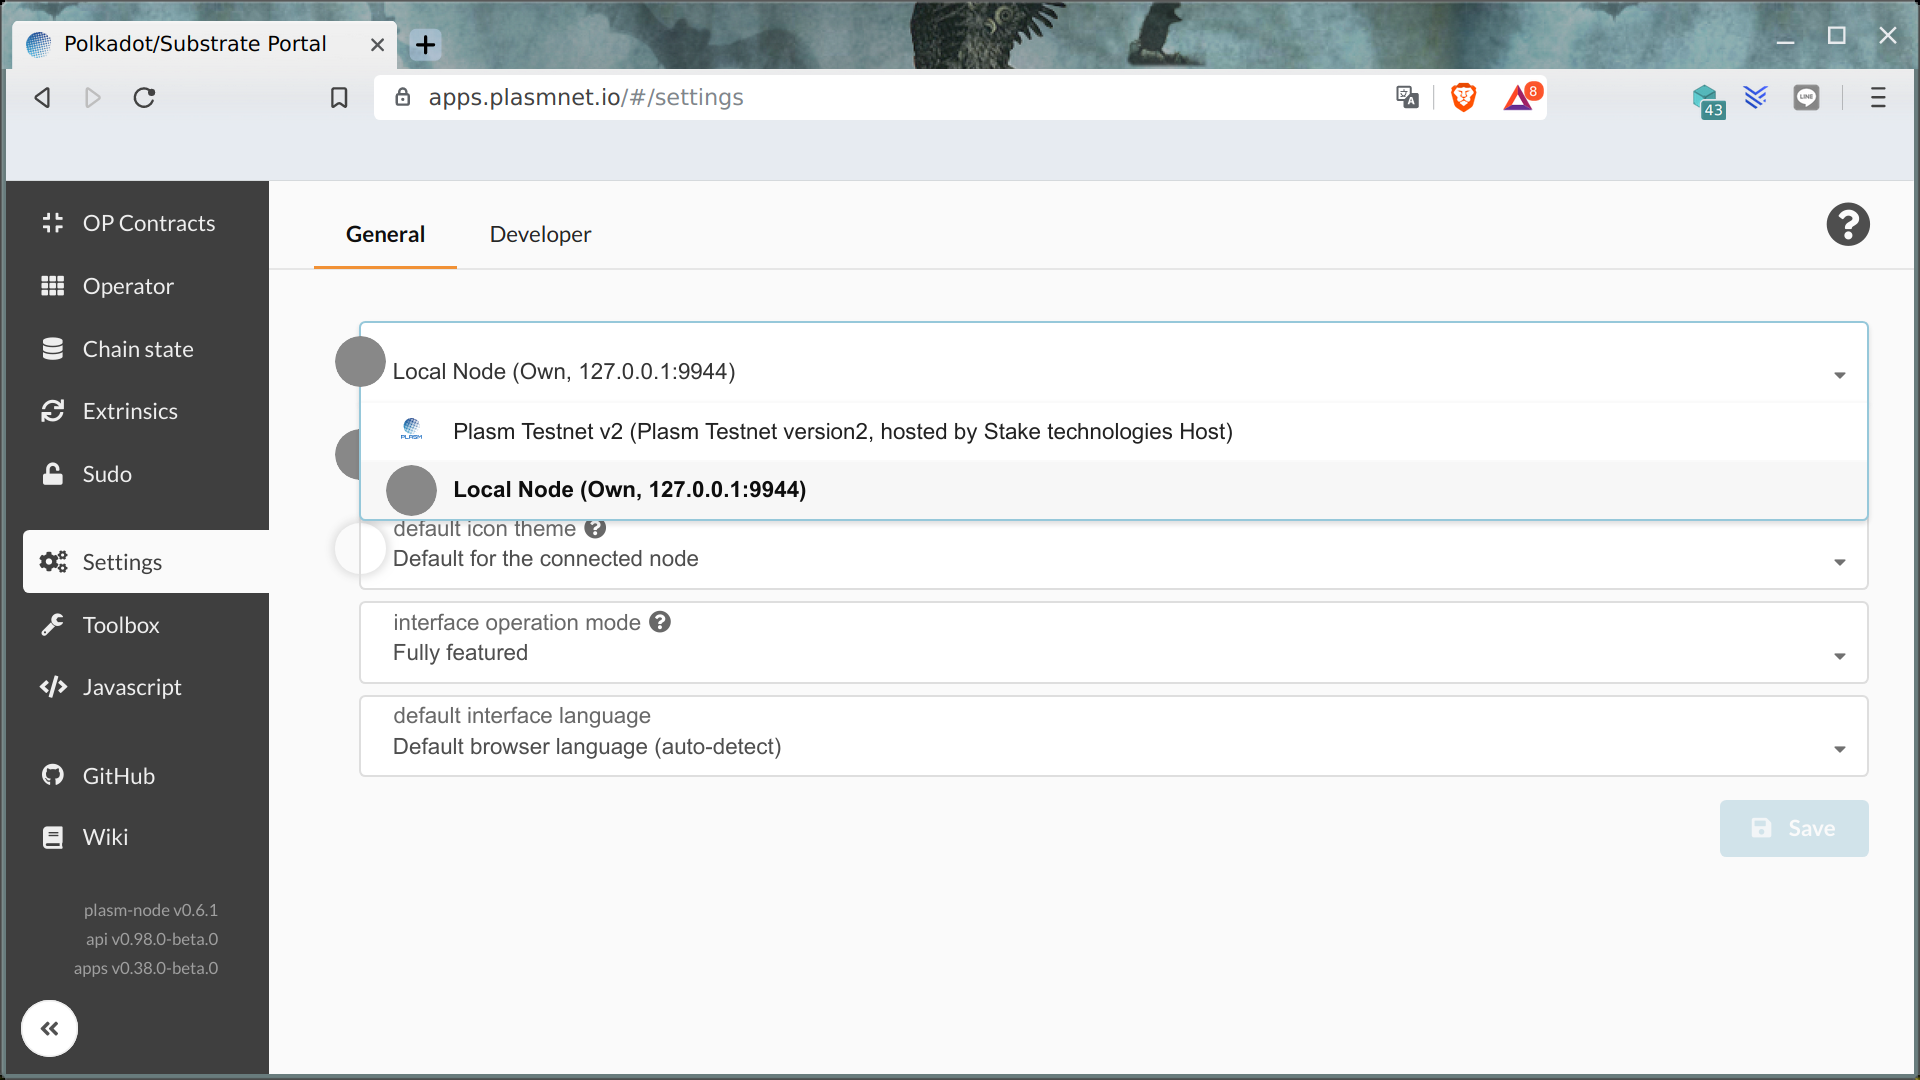 Polkadot/Substrate Portal
apps.plasmnet.io/#/settings
8
43
LINE
OP Contracts
Operator
Chain state
Extrinsics
Sudo
Settings
Toolbox
Javascript
GitHub
Wiki
plasm-node v0.6.1
api v0.98.0-beta.0
apps v0.38.0-beta.0
General
Developer
Local Node (Own, 127.0.0.1:9944)
PLASM
Plasm Testnet v2 (Plasm Testnet version2, hosted by Stake technologies Host)
Local Node (Own, 127.0.0.1:9944)
default icon theme
Default for the connected node
interface operation mode
Fully featured
default interface language
Default browser language (auto-detect)
Save